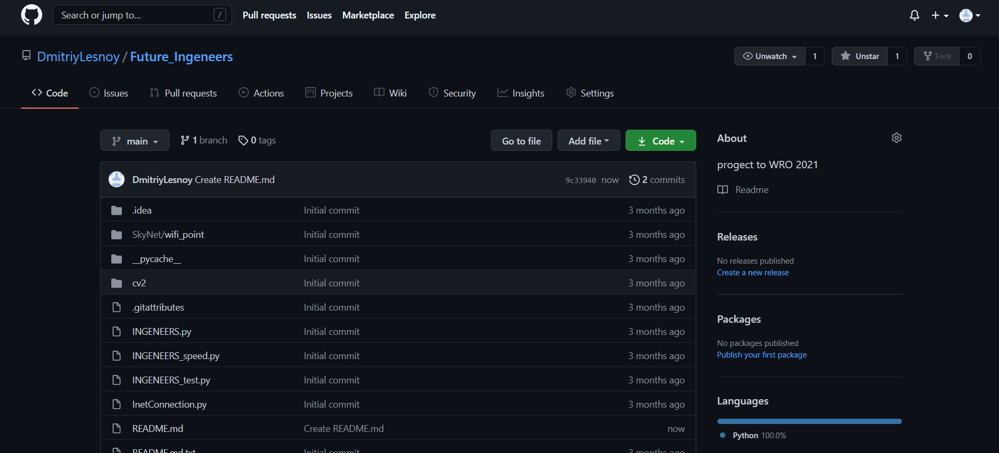 Search or jump to... /
Pull requests Issues Marketplace Explore
DmitriyLesnoy / Future_Ingeneers
Unwatch 1 Unstar 1 Fork 0
Code Issues Pull requests Actions Projects Wiki Security Insights Settings
main 1 branch 0 tags Go to file Add file Code
DmitriyLesnoy Create README.md 9c33940 now 2 commits
.idea Initial commit 3 months ago
SkyNet/wifi_point Initial commit 3 months ago
__pycache__ Initial commit 3 months ago
cv2 Initial commit 3 months ago
.gitattributes Initial commit 3 months ago
INGENEERS.py Initial commit 3 months ago
INGENEERS_speed.py Initial commit 3 months ago
INGENEERS_test.py Initial commit 3 months ago
InetConnection.py Initial commit 3 months ago
README.md Create README.md now
README.md.txt Initial commit 3 months ago
About
progect to WRO 2021
Readme
Releases
No releases published
Create a new release
Packages
No packages published
Publish your first package
Languages
Python 100.0%